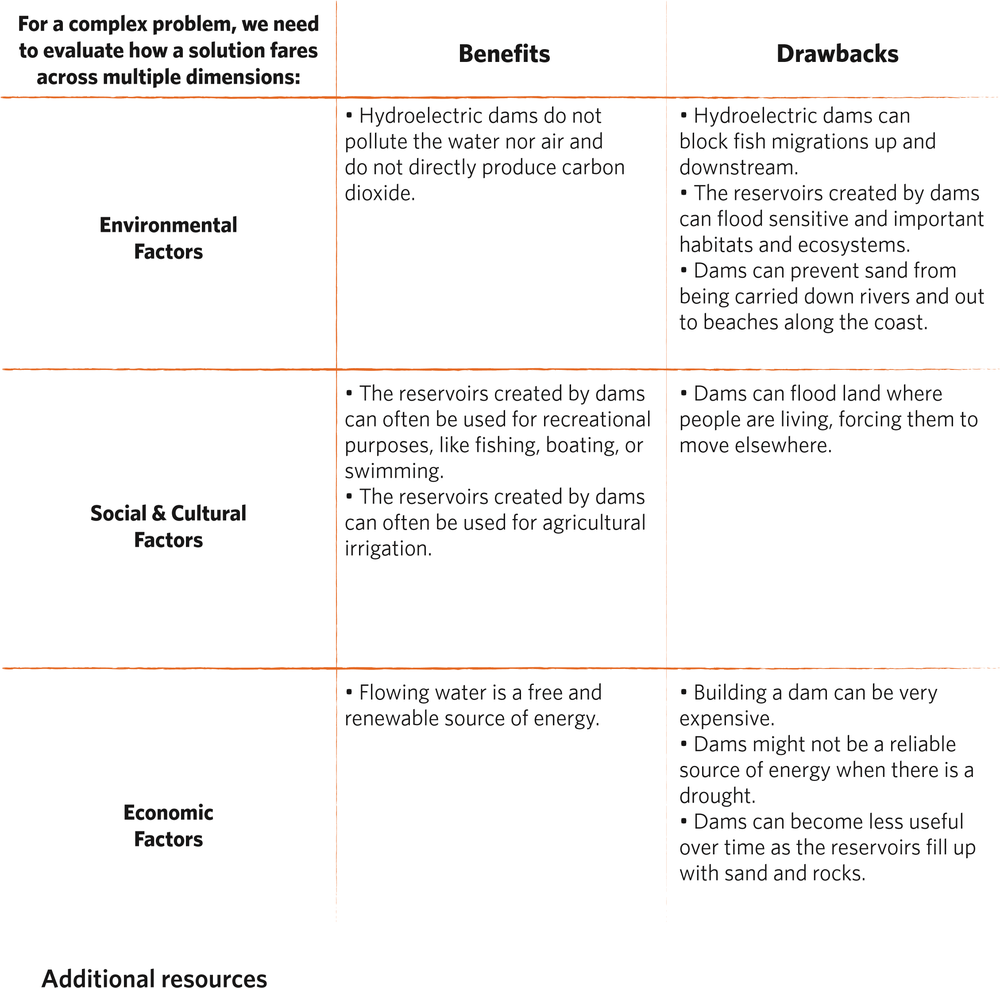 For a complex problem, we need
to evaluate how a solution fares
across multiple dimensions:
Benefits
Drawbacks
Environmental
Factors
• Hydroelectric dams do not
pollute the water nor air and
do not directly produce carbon
dioxide.
• Hydroelectric dams can
block fish migrations up and
downstream.
• The reservoirs created by dams
can flood sensitive and important
habitats and ecosystems.
• Dams can prevent sand from
being carried down rivers and out
to beaches along the coast.
Social & Cultural
Factors
• The reservoirs created by dams
can often be used for recreational
purposes, like fishing, boating, or
swimming.
• The reservoirs created by dams
can often be used for agricultural
irrigation.
• Dams can flood land where
people are living, forcing them to
move elsewhere.
Economic
Factors
• Flowing water is a free and
renewable source of energy.
• Building a dam can be very
expensive.
• Dams might not be a reliable
source of energy when there is a
drought.
• Dams can become less useful
over time as the reservoirs fill up
with sand and rocks.
Additional resources